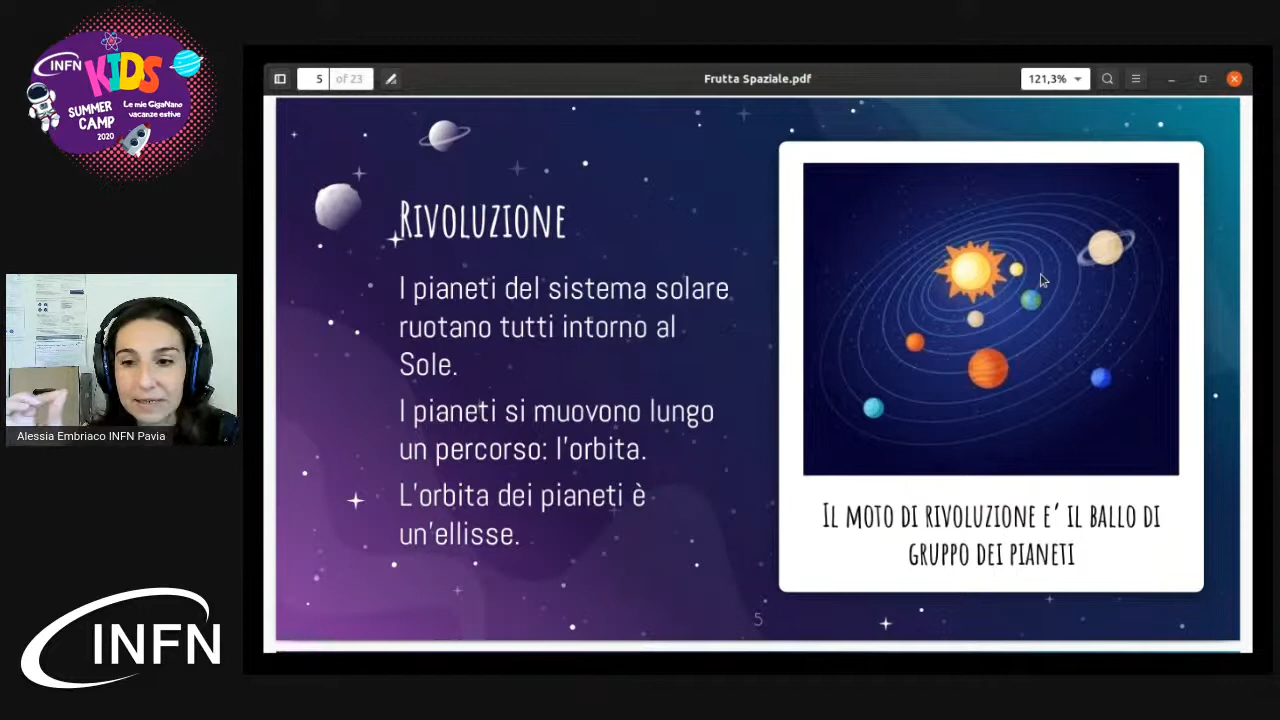 INFN
KIDS
SUMMER
CAMP
2020
Le mie GigaNano
vacanze estive
5 of 23
Frutta Spaziale.pdf
121,3%
RIVOLUZIONE
I pianeti del sistema solare
ruotano tutti intorno al
Sole.
I pianeti si muovono lungo
un percorso: l'orbita.
L'orbita dei pianeti è
un'ellisse.
IL MOTO DI RIVOLUZIONE E' IL BALLO DI
GRUPPO DEI PIANETI
5
Alessia Embriaco INFN Pavia
INFN